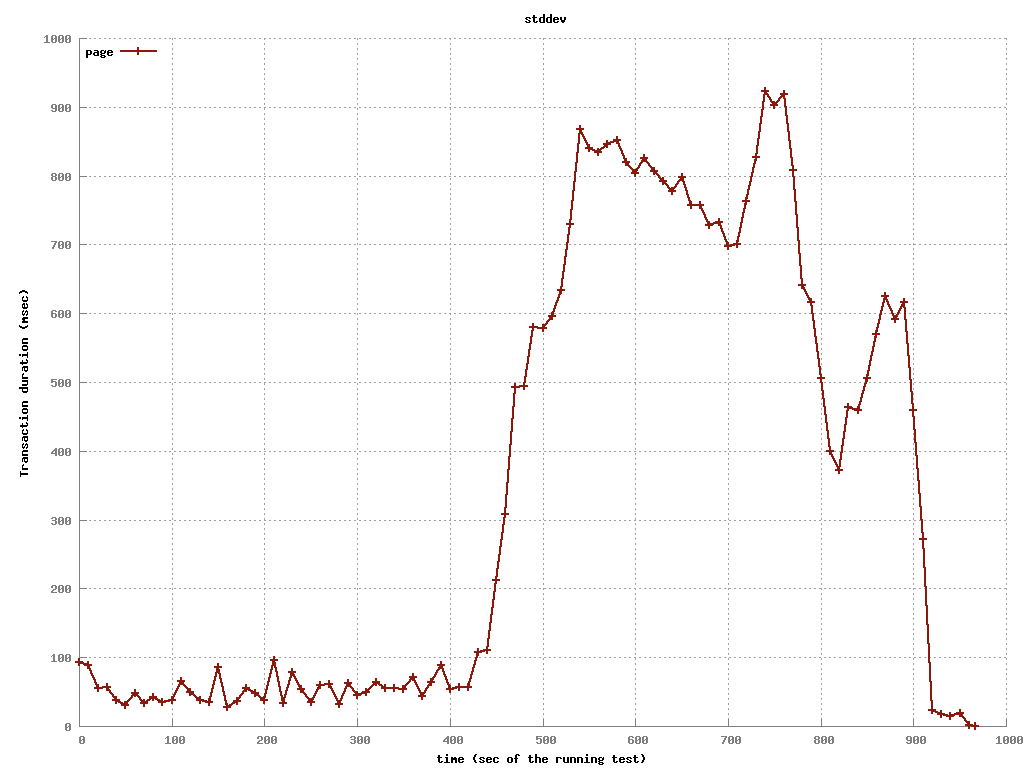 stddev
page
1000
900
800
700
600
500
400
300
200
100
0
Transaction duration (msec)
0 100 200 300 400 500 600 700 800 900 1000
time (sec of the running test)